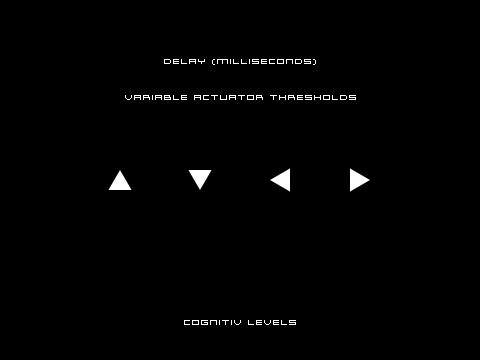 DELAY (MILLISECONDS)
VARIABLE ACTUATOR THRESHOLDS
COGNITIV LEVELS